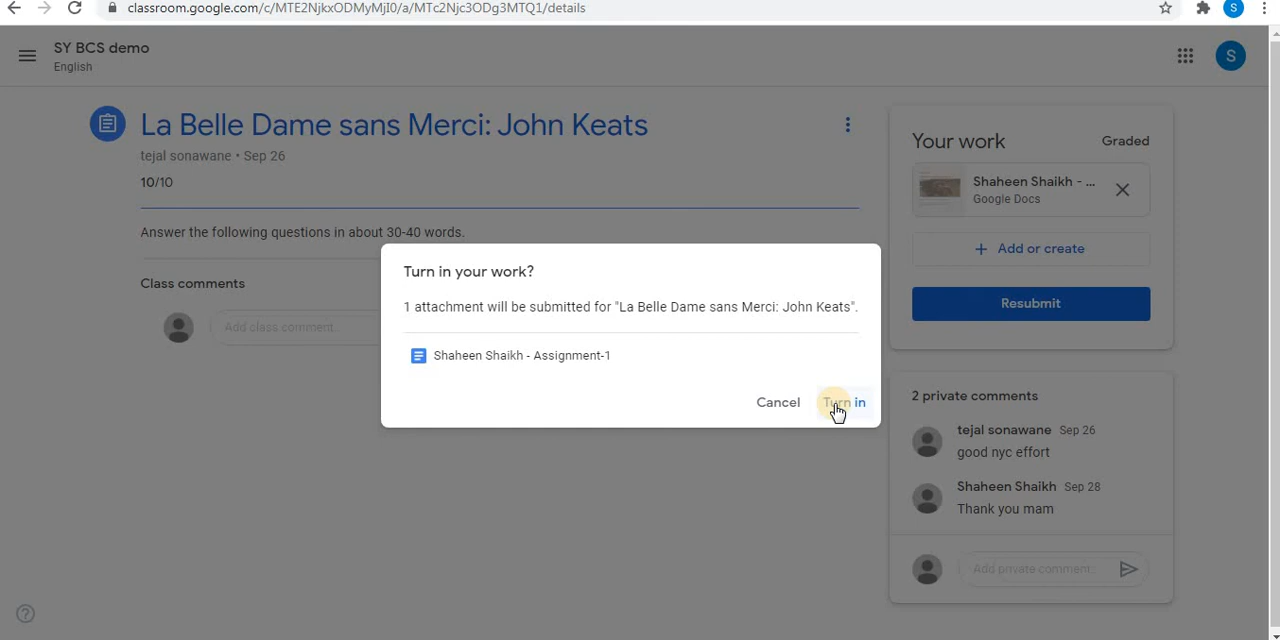 classroom.google.com/c/MTE2NjkxODMyMjI0/a/MTc2Njc3ODg3MTQ1/details
S
SY BCS demo
English
S
La Belle Dame sans Merci: John Keats
tejal sonawane • Sep 26
10/10
Answer the following questions in about 30-40 words.
Class comments
Add class comment.
Your work
Graded
Shaheen Shaikh - ...
Google Docs
+ Add or create
Resubmit
Turn in your work?
1 attachment will be submitted for "La Belle Dame sans Merci: John Keats".
Shaheen Shaikh - Assignment-1
Cancel
Turn in
2 private comments
tejal sonawane Sep 26
good nyc effort
Shaheen Shaikh Sep 28
Thank you mam
Add private comment.